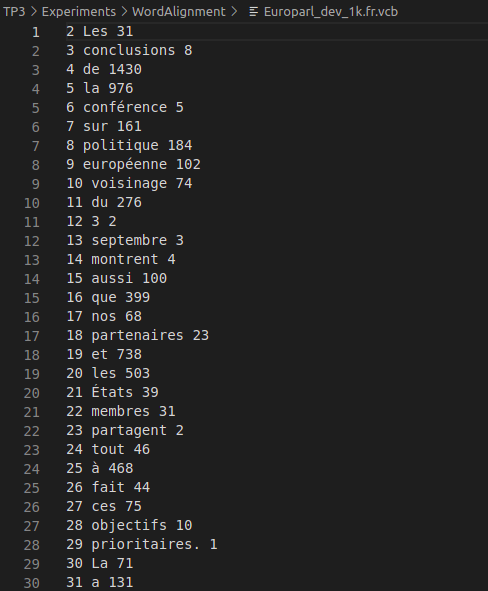 TP3 > Experiments > WordAlignment > Europarl_dev_1k.fr.vcb
1 2 Les 31
2 3 conclusions 8
3 4 de 1430
4 5 la 976
5 6 conférence 5
6 7 sur 161
7 8 politique 184
8 9 européenne 102
9 10 voisinage 74
10 11 du 276
11 12 3 2
12 13 septembre 3
13 14 montrent 4
14 15 aussi 100
15 16 que 399
16 17 nos 68
17 18 partenaires 23
18 19 et 738
19 20 les 503
20 21 États 39
21 22 membres 31
22 23 partagent 2
23 24 tout 46
24 25 à 468
25 26 fait 44
26 27 ces 75
27 28 objectifs 10
28 29 prioritaires. 1
29 30 La 71
30 31 a 131